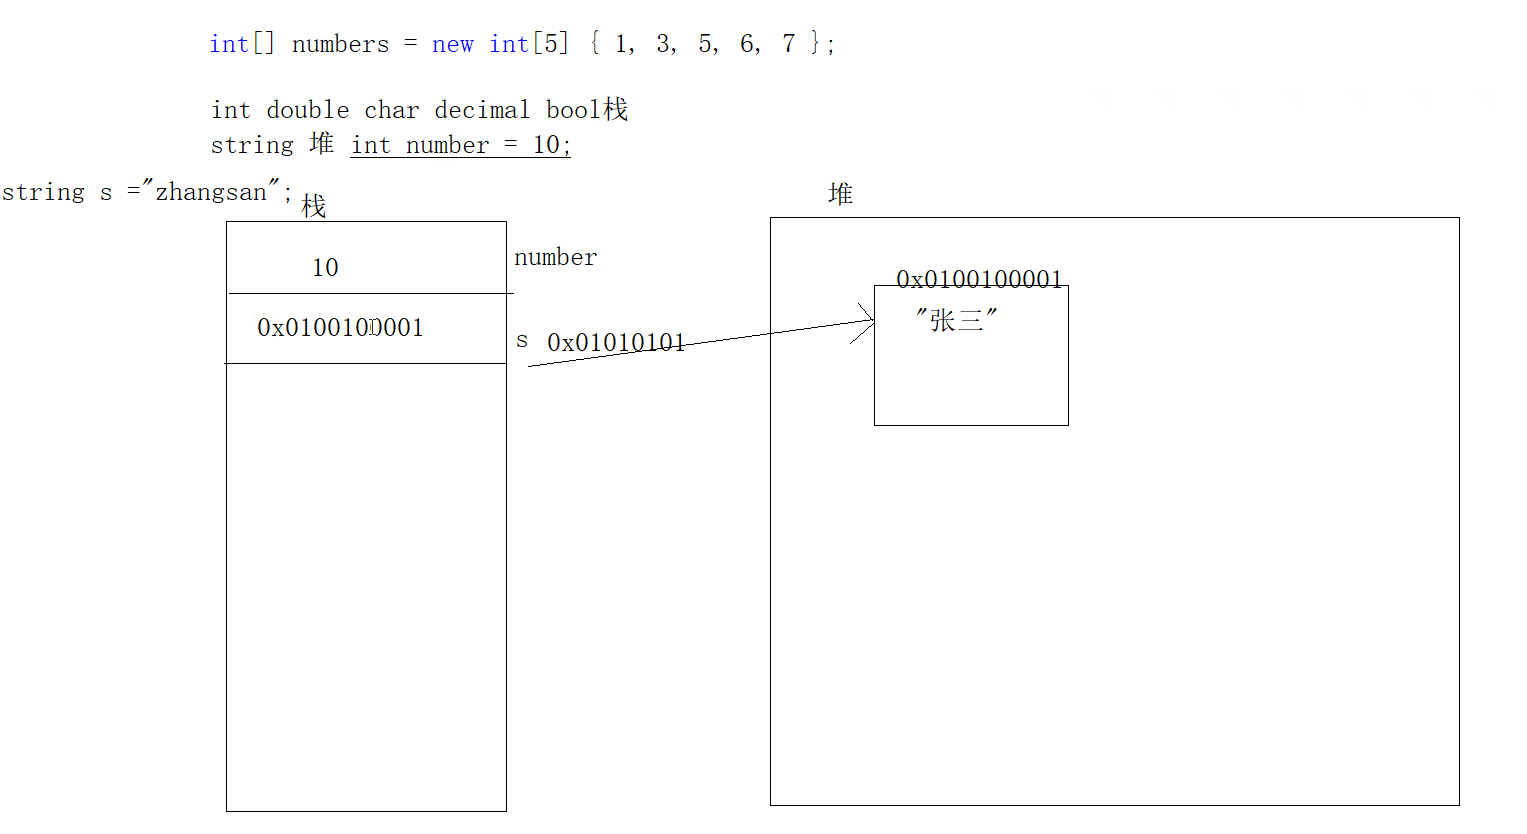 int[] numbers = new int[5] { 1, 3, 5, 6, 7 };
int double char decimal bool栈
string 堆 int number = 10;
string s ="zhangsan";
栈
堆
10
number
0x0100100001
"张三"
0x0100100001
s 0x01010101